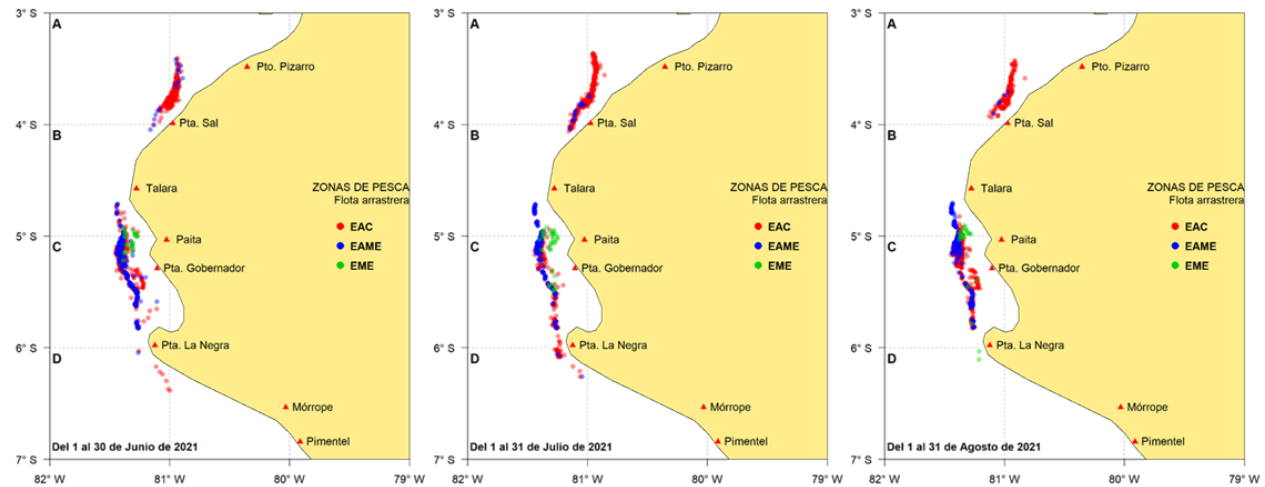 3° S
A
Pto. Pizarro
4° S
Pta. Sal
B
ZONAS DE PESCA
Talara
Flota arrastrera
EAC
5° S
Paita
C
EAME
Pta. Gobernador
EME
6° S
Pta. La Negra
D
Mórrope
Del 1 al 30 de Junio de 2021
Pimentel
7° S
82° W
81° W
80° W
79° W
3° S
A
Pto. Pizarro
4° S
Pta. Sal
B
ZONAS DE PESCA
Talara
Flota arrastrera
EAC
5° S
Paita
C
EAME
Pta. Gobernador
EME
6° S
Pta. La Negra
D
Mórrope
Del 1 al 31 de Julio de 2021
Pimentel
7° S
82° W
81° W
80° W
79° W
3° S
A
Pto. Pizarro
4° S
Pta. Sal
B
ZONAS DE PESCA
Talara
Flota arrastrera
EAC
5° S
Paita
C
EAME
Pta. Gobernador
EME
6° S
Pta. La Negra
D
Mórrope
Del 1 al 31 de Agosto de 2021
Pimentel
7° S
82° W
81° W
80° W
79° W